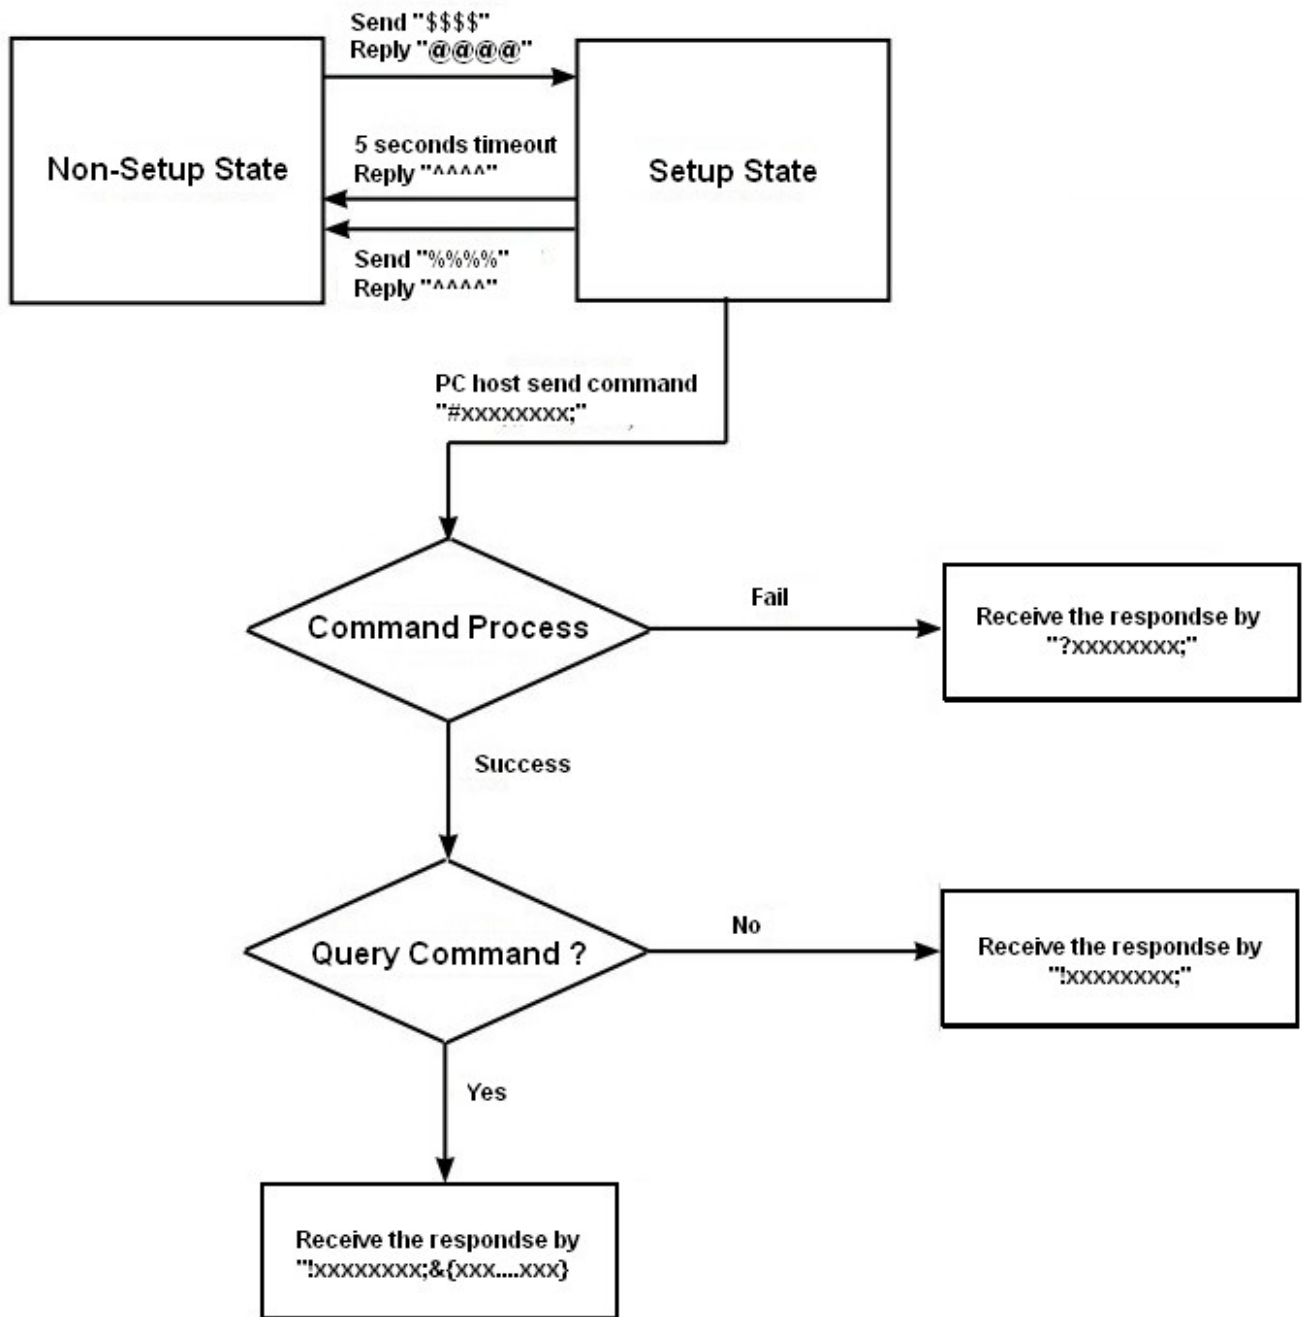 Send "$$$$"
Reply "@@@@"
Non-Setup State
5 seconds timeout
Reply "^^^^"
Setup State
Send "%%%%"
Reply "^^^^"
PC host send command
"#xxxxxxxx;"
Command Process
Fail
Receive the respondse by
"?xxxxxxxx;"
Success
Query Command ?
No
Receive the respondse by
"!xxxxxxxx;"
Yes
Receive the respondse by
"!xxxxxxxx;&{xxx....xxx}